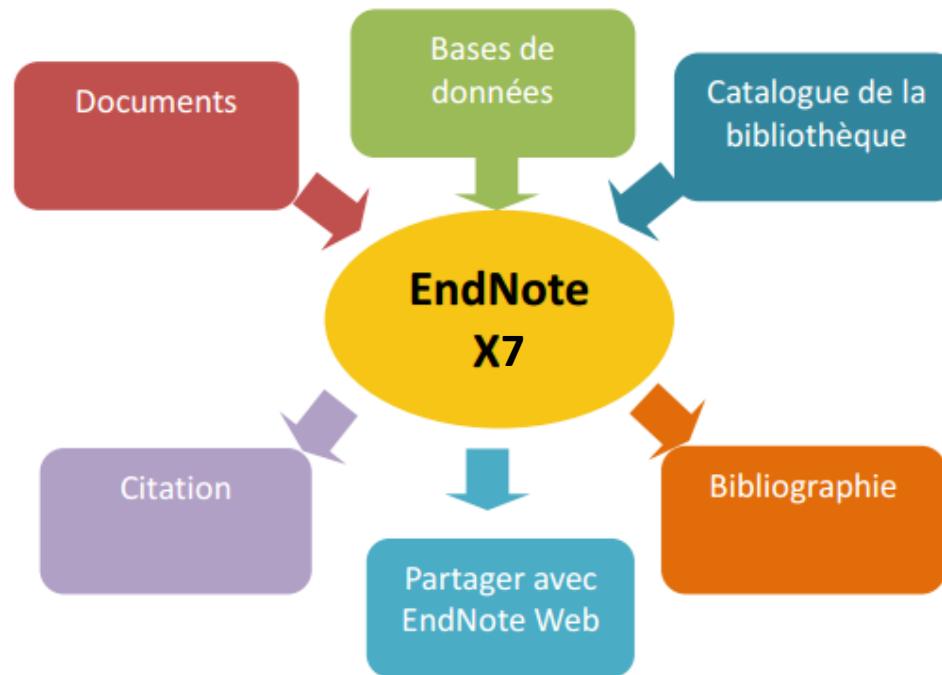 Documents
Bases de
données
Catalogue de la
bibliothèque
EndNote
X7
Citation
Partager avec
EndNote Web
Bibliographie